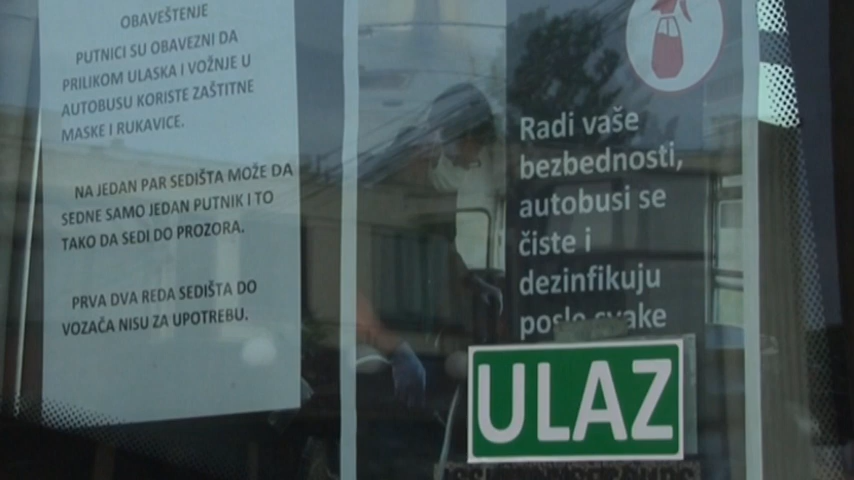 OBAVEŠTENJE
PUTNICI SU OBAVEZNI DA
PRILIKOM ULASKA I VOŽNJE U
AUTOBUSU KORISTE ZAŠTITNE
MASKE I RUKAVICE.
NA JEDAN PAR SEDIŠTA MOŽE DA
SEDNE SAMO JEDAN PUTNIK I TO
TAKO DA SEDI DO PROZORA.
PRVA DVA REDA SEDIŠTA DO
VOZAČA NISU ZA UPOTREBU.
Radi vaše
bezbednosti,
autobusi se
čiste i
dezinfikuju
posle svake
ULAZ